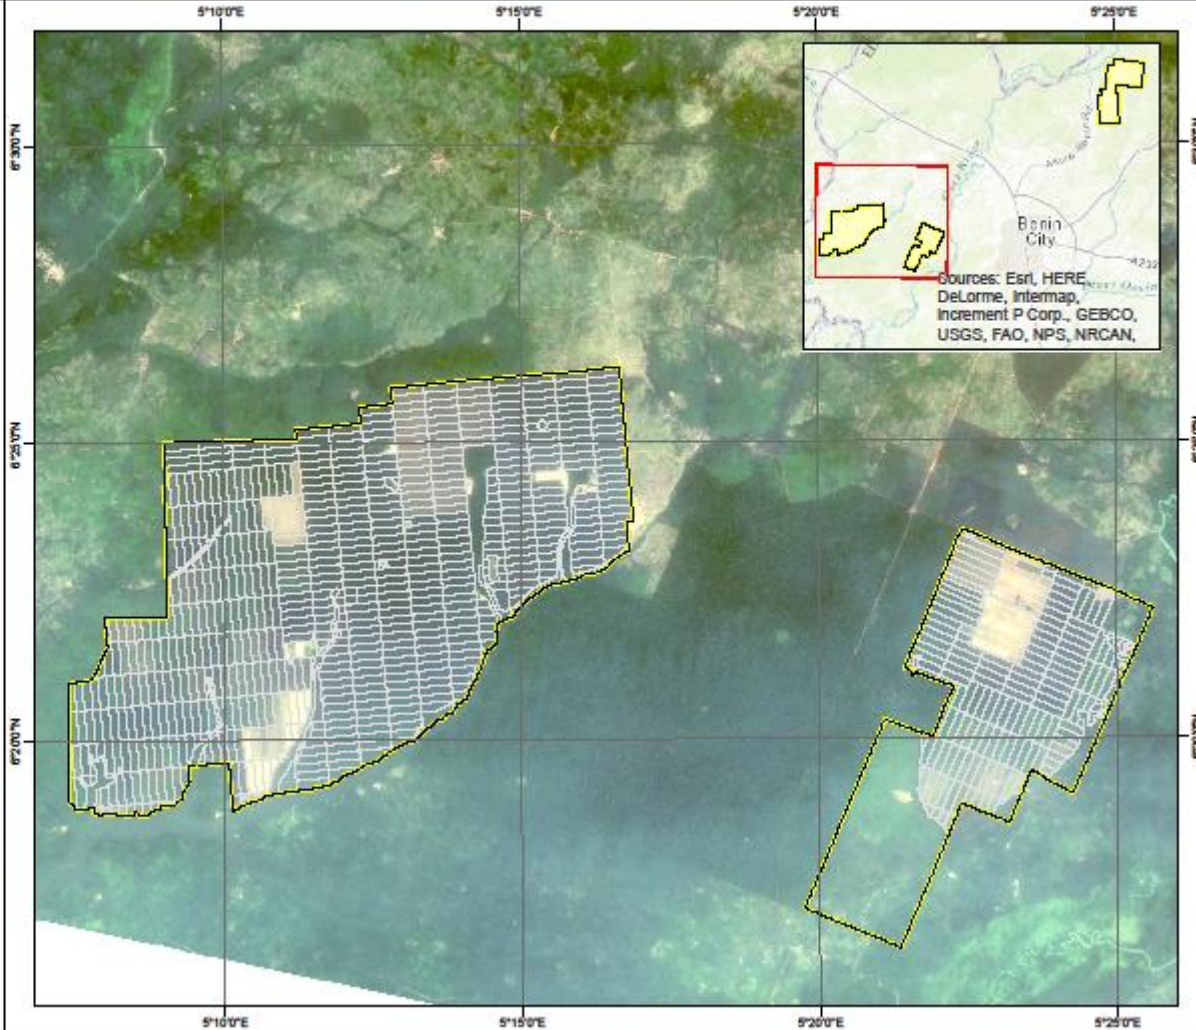 5°10'0"E
5°15'0"E
5°20'0"E
5°25'0"E
6°30'0"N
Benin
City
A232
Sources: Esri, HERE,
DeLorme, Intermap,
Increment P Corp., GEBCO,
USGS, FAO, NPS, NRCAN,
6°25'0"N
6°20'0"N
5°10'0"E
5°15'0"E
5°20'0"E
5°25'0"E